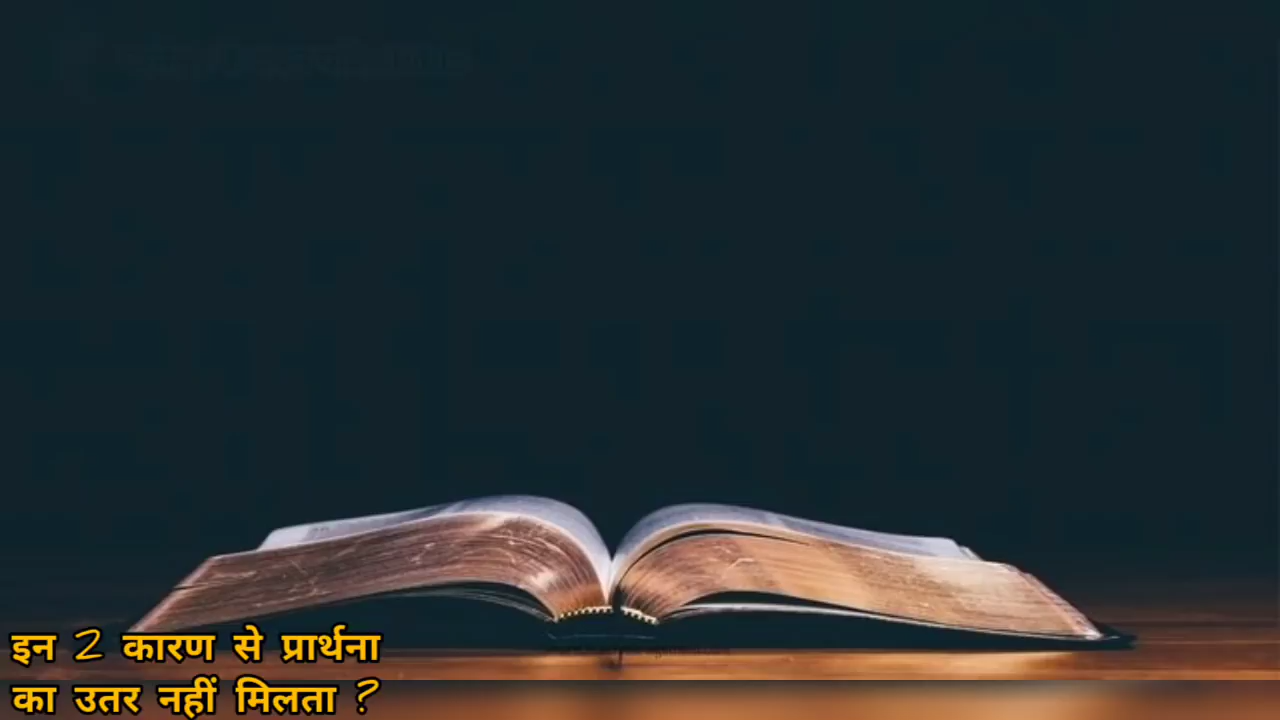 इन 2 कारण से प्रार्थना
का उतर नहीं मिलता ?